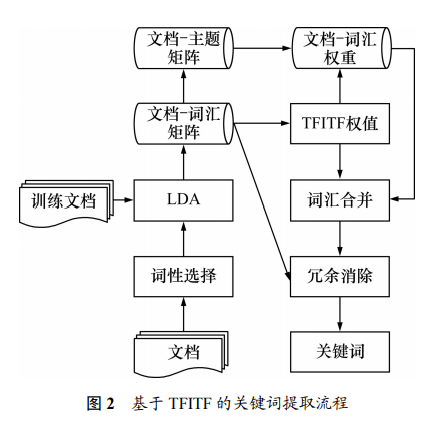 文档-主题
矩阵
文档-词汇
权重
文档-词汇
矩阵
TFITF权值
训练文档
LDA
词汇合并
词性选择
冗余消除
文档
关键词
图 2 基于 TFITF 的关键词提取流程